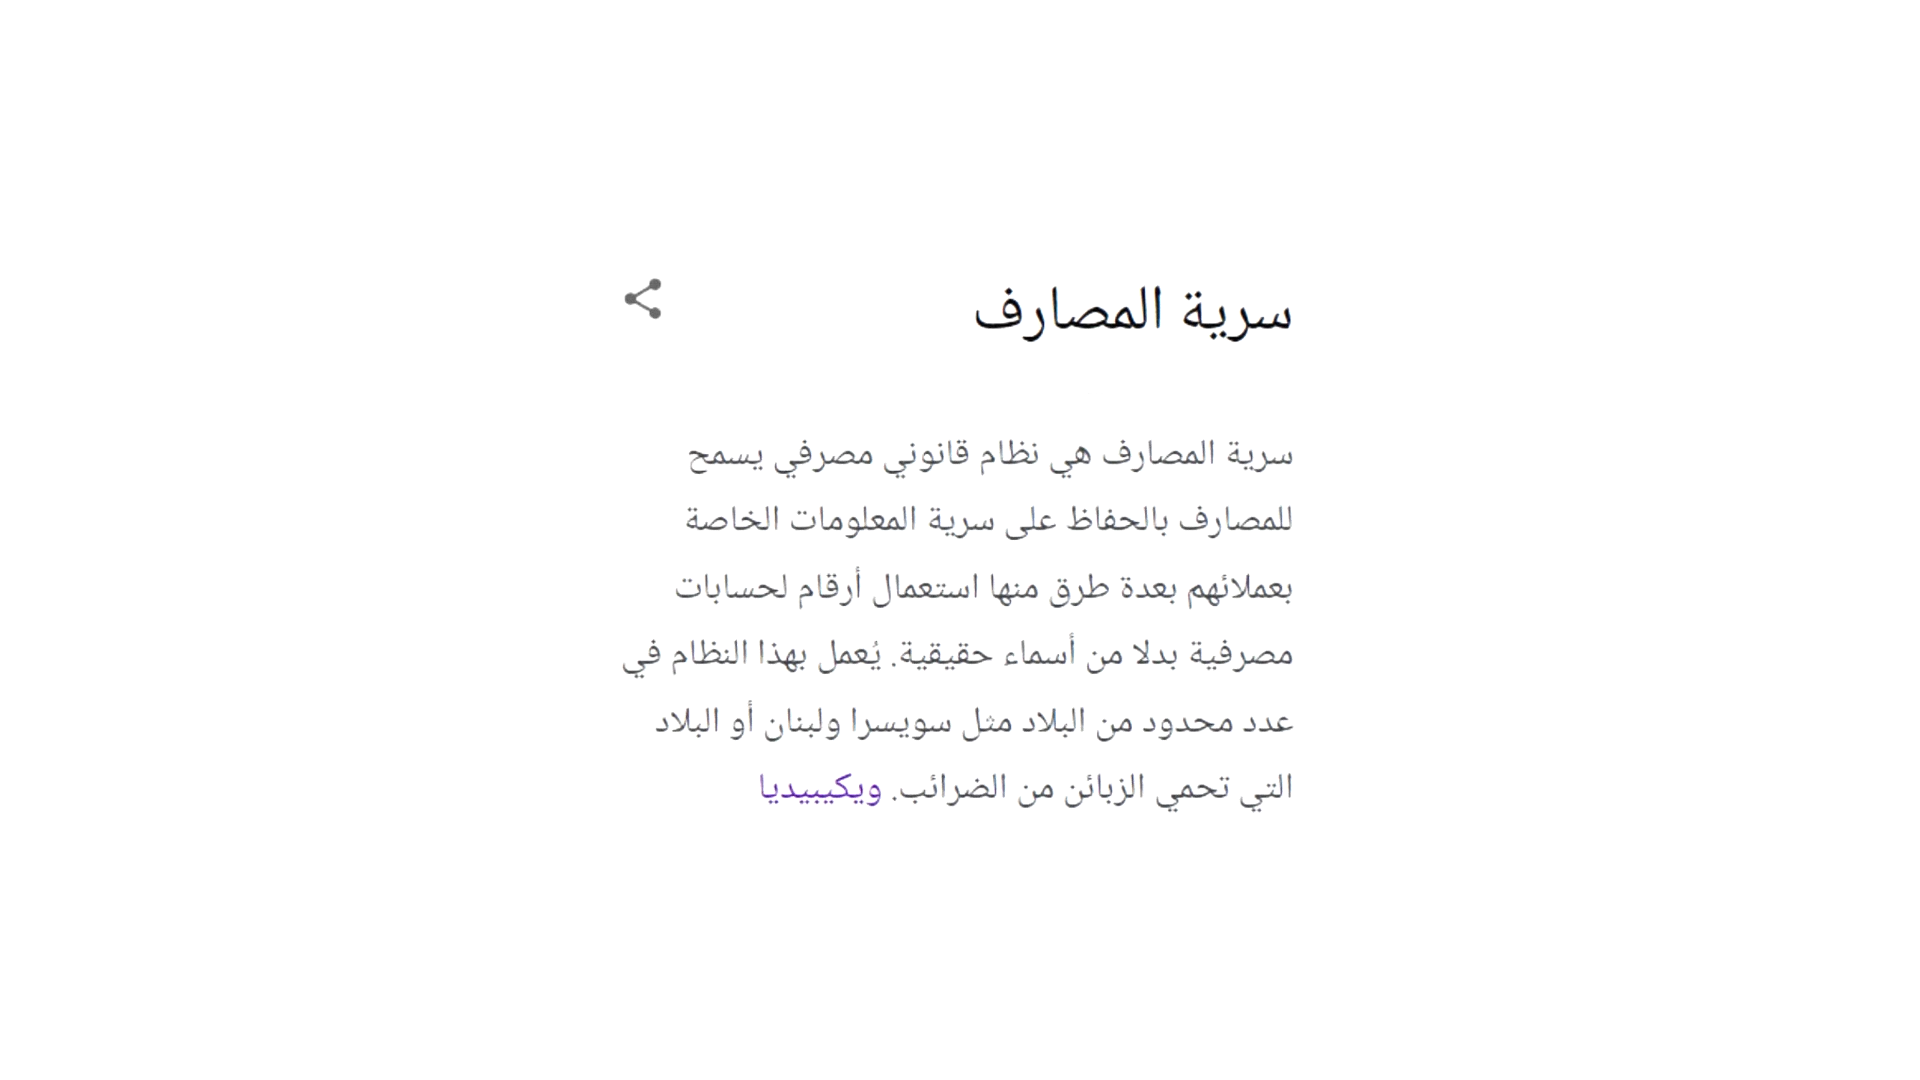 سرية المصارف
سرية المصارف هي نظام قانوني مصرفي يسمح
للمصارف بالحفاظ على سرية المعلومات الخاصة
بعملائهم بعدة طرق منها استعمال أرقام لحسابات
مصرفية بدلا من أسماء حقيقية. يُعمل بهذا النظام في
عدد محدود من البلاد مثل سويسرا ولبنان أو البلاد
التي تحمي الزبائن من الضرائب. ويكيبيديا